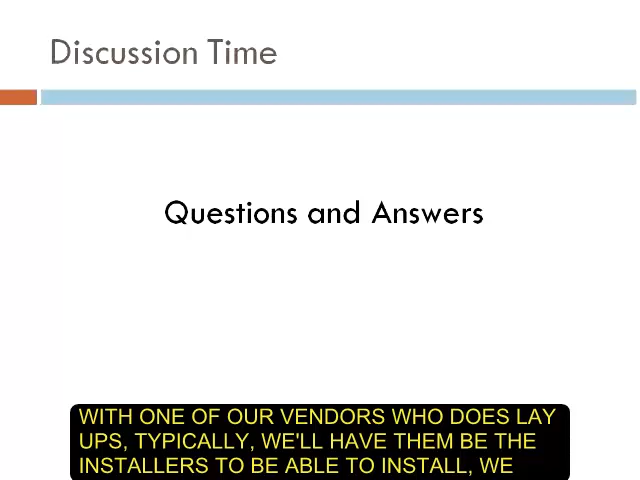 Discussion Time
Questions and Answers
WITH ONE OF OUR VENDORS WHO DOES LAY
UPS, TYPICALLY, WE'LL HAVE THEM BE THE
INSTALLERS TO BE ABLE TO INSTALL, WE